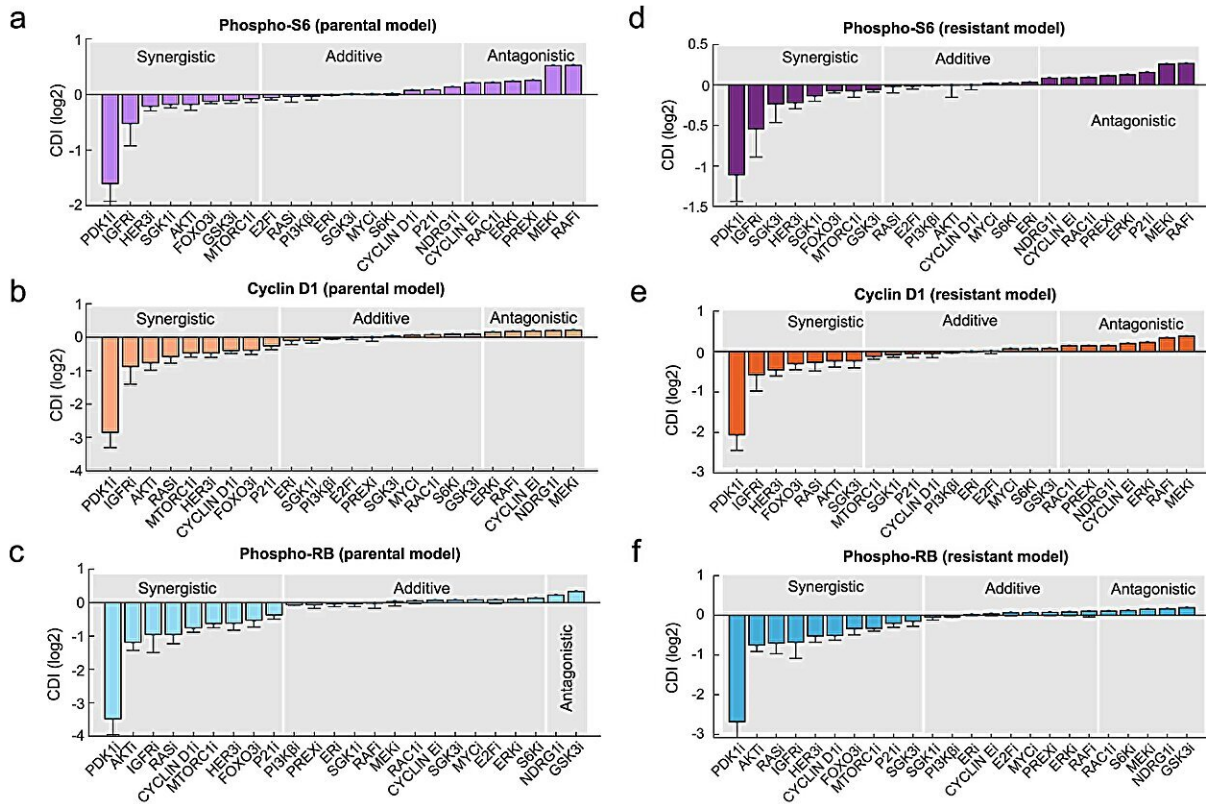 a
Phospho-S6 (parental model)
Synergistic
Additive
Antagonistic
CDI (log2)
1
0
-1
-2
PDK1i
IGFRi
HER3i
SGK1i
AKTi
FOXO3i
GSK3i
MTORC1i
E2Fi
RASi
PI3Kβi
ERi
SGK3i
MYCi
S6Ki
CYCLIN D1i
P21i
NDRG1i
CYCLIN Ei
RAC1i
ERKi
PREXi
MEKi
RAFi
b
Cyclin D1 (parental model)
Synergistic
Additive
Antagonistic
CDI (log2)
1
0
-1
-2
-3
-4
PDK1i
IGFRi
AKTi
RASi
MTORC1i
HER3i
CYCLIN D1i
FOXO3i
P21i
ERi
SGK1i
PI3Kβi
E2Fi
PREXi
SGK3i
MYCi
RAC1i
S6Ki
GSK3i
ERKi
RAFi
CYCLIN Ei
NDRG1i
MEKi
c
Phospho-RB (parental model)
Synergistic
Additive
Antagonistic
CDI (log2)
1
0
-1
-2
-3
-4
PDK1i
AKTi
IGFRi
RASi
CYCLIN D1i
MTORC1i
HER3i
FOXO3i
P21i
PI3Kβi
PREXi
ERi
SGK1i
RAFi
MEKi
RAC1i
CYCLIN Ei
SGK3i
MYCi
E2Fi
ERKi
S6Ki
NDRG1i
GSK3i
d
Phospho-S6 (resistant model)
Synergistic
Additive
Antagonistic
CDI (log2)
0.5
0
-0.5
-1
-1.5
PDK1i
IGFRi
SGK3i
HER3i
SGK1i
FOXO3i
MTORC1i
GSK3i
RASi
E2Fi
PI3Kβi
AKTi
CYCLIN D1i
MYCi
S6Ki
ERi
NDRG1i
CYCLIN Ei
RAC1i
PREXi
ERKi
P21i
MEKi
RAFi
e
Cyclin D1 (resistant model)
Synergistic
Additive
Antagonistic
CDI (log2)
1
0
-1
-2
-3
PDK1i
IGFRi
HER3i
FOXO3i
RASi
AKTi
SGK3i
MTORC1i
SGK1i
P21i
CYCLIN D1i
PI3Kβi
ERi
E2Fi
MYCi
S6Ki
GSK3i
RAC1i
PREXi
NDRG1i
CYCLIN Ei
ERKi
RAFi
MEKi
f
Phospho-RB (resistant model)
Synergistic
Additive
Antagonistic
CDI (log2)
1
0
-1
-2
-3
PDK1i
AKTi
RASi
IGFRi
HER3i
CYCLIN D1i
FOXO3i
MTORC1i
P21i
SGK3i
SGK1i
PI3Kβi
ERi
CYCLIN Ei
E2Fi
MYCi
PREXi
ERKi
RAFi
RAC1i
S6Ki
MEKi
NDRG1i
GSK3i